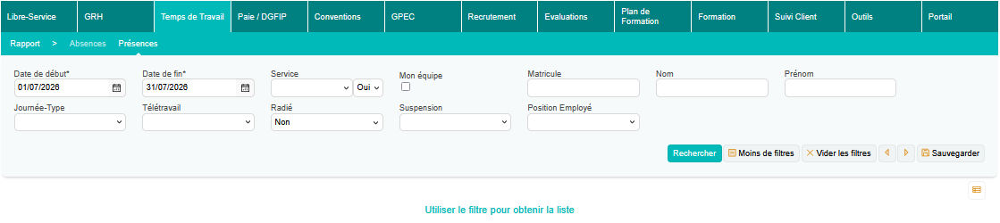 Libre-Service GRH Temps de Travail Paie / DGFIP Conventions GPEC Recrutement Evaluations Plan de Formation Formation Suivi Client Outils Portail
Rapport > Absences Présences
Date de début* Date de fin* Service Mon équipe Matricule Nom Prénom
01/07/2026 31/07/2026 Oui
Journée-Type Télétravail Radié Suspension Position Employé
Non
Rechercher Moins de filtres Vider les filtres Sauvegarder
Utiliser le filtre pour obtenir la liste